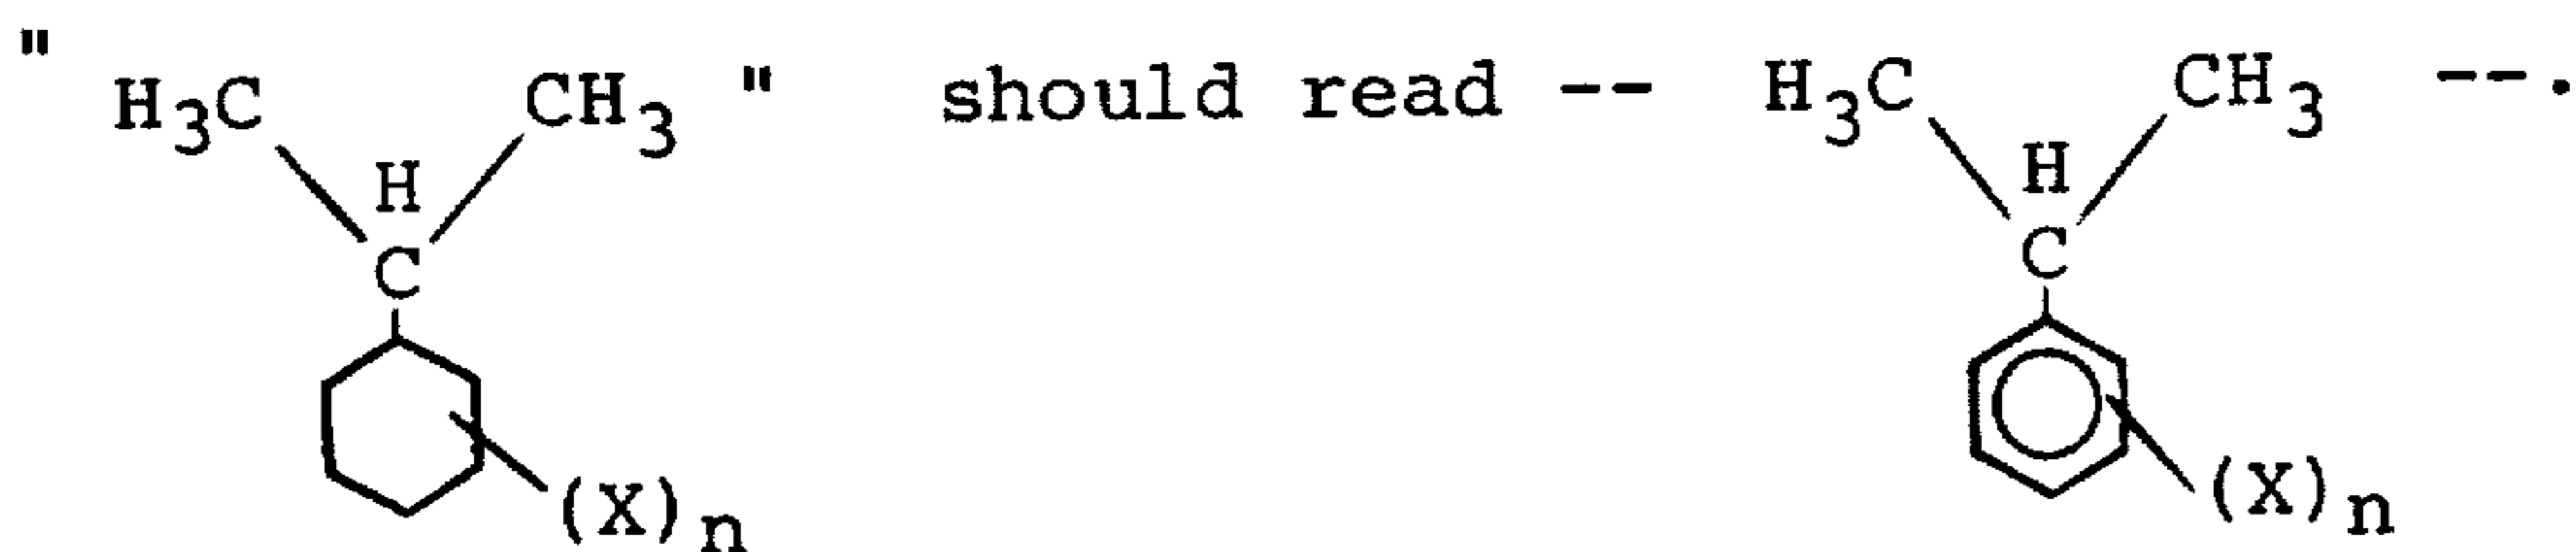 " H3C CH3 " should read -- H3C CH3 --.
H H
C C
(X)n (X)n